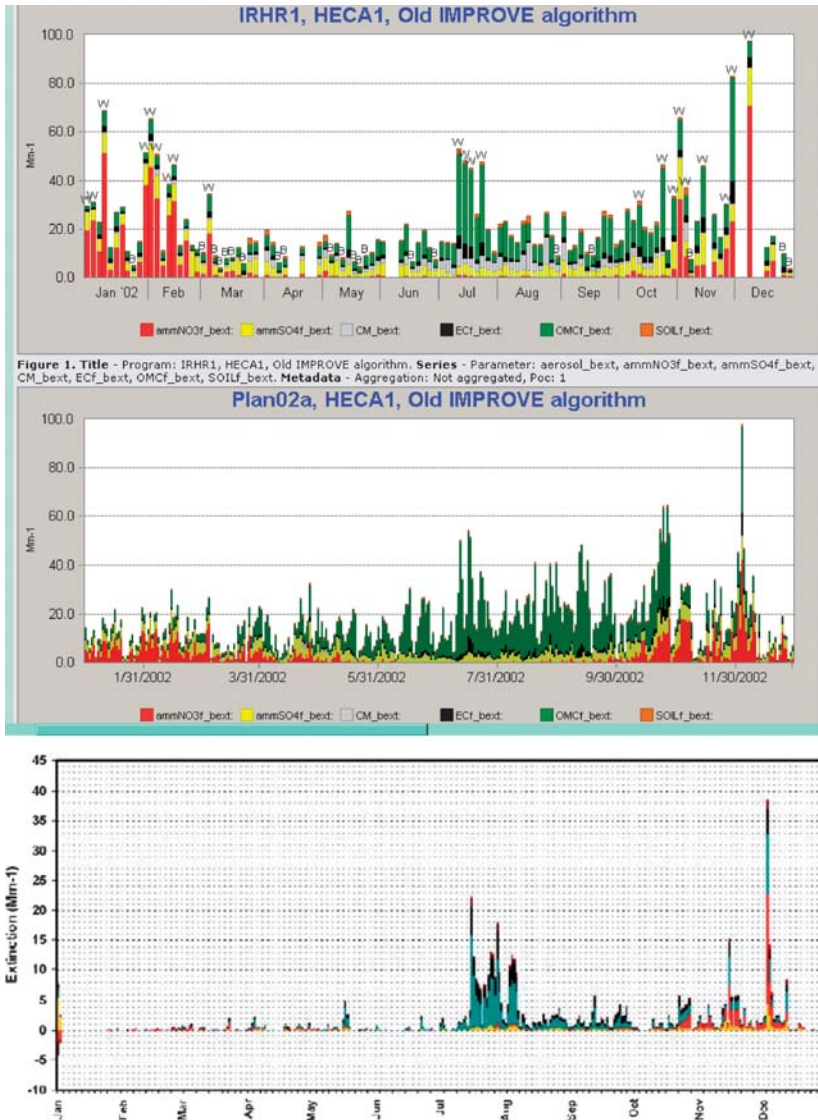 IRHR1, HECA1, Old IMPROVE algorithm
100.0
80.0
60.0
40.0
20.0
0.0
Mm-1
W W W W W W W W W W W W W W W W W W W W W
B B B B B B B B B B B B B B B B B B B B
Jan '02 Feb Mar Apr May Jun Jul Aug Sep Oct Nov Dec
ammNO3f_bext: ammSO4f_bext: CM_bext: ECf_bext: OMCf_bext: SOILf_bext:
Figure 1. Title - Program: IRHR1, HECA1, Old IMPROVE algorithm. Series - Parameter: aerosol_bext, ammNO3f_bext, ammSO4f_bext,
CM_bext, ECf_bext, OMCf_bext, SOILf_bext. Metadata - Aggregation: Not aggregated, Poc: 1
Plan02a, HECA1, Old IMPROVE algorithm
100.0
80.0
60.0
40.0
20.0
0.0
Mm-1
1/31/2002 3/31/2002 5/31/2002 7/31/2002 9/30/2002 11/30/2002
ammNO3f_bext: ammSO4f_bext: CM_bext: ECf_bext: OMCf_bext: SOILf_bext:
45
40
35
30
25
20
15
10
5
0
-5
-10
Extinction (Mm-1)
Jan Feb Mar Apr May Jun Jul Aug Sep Oct Nov Dec